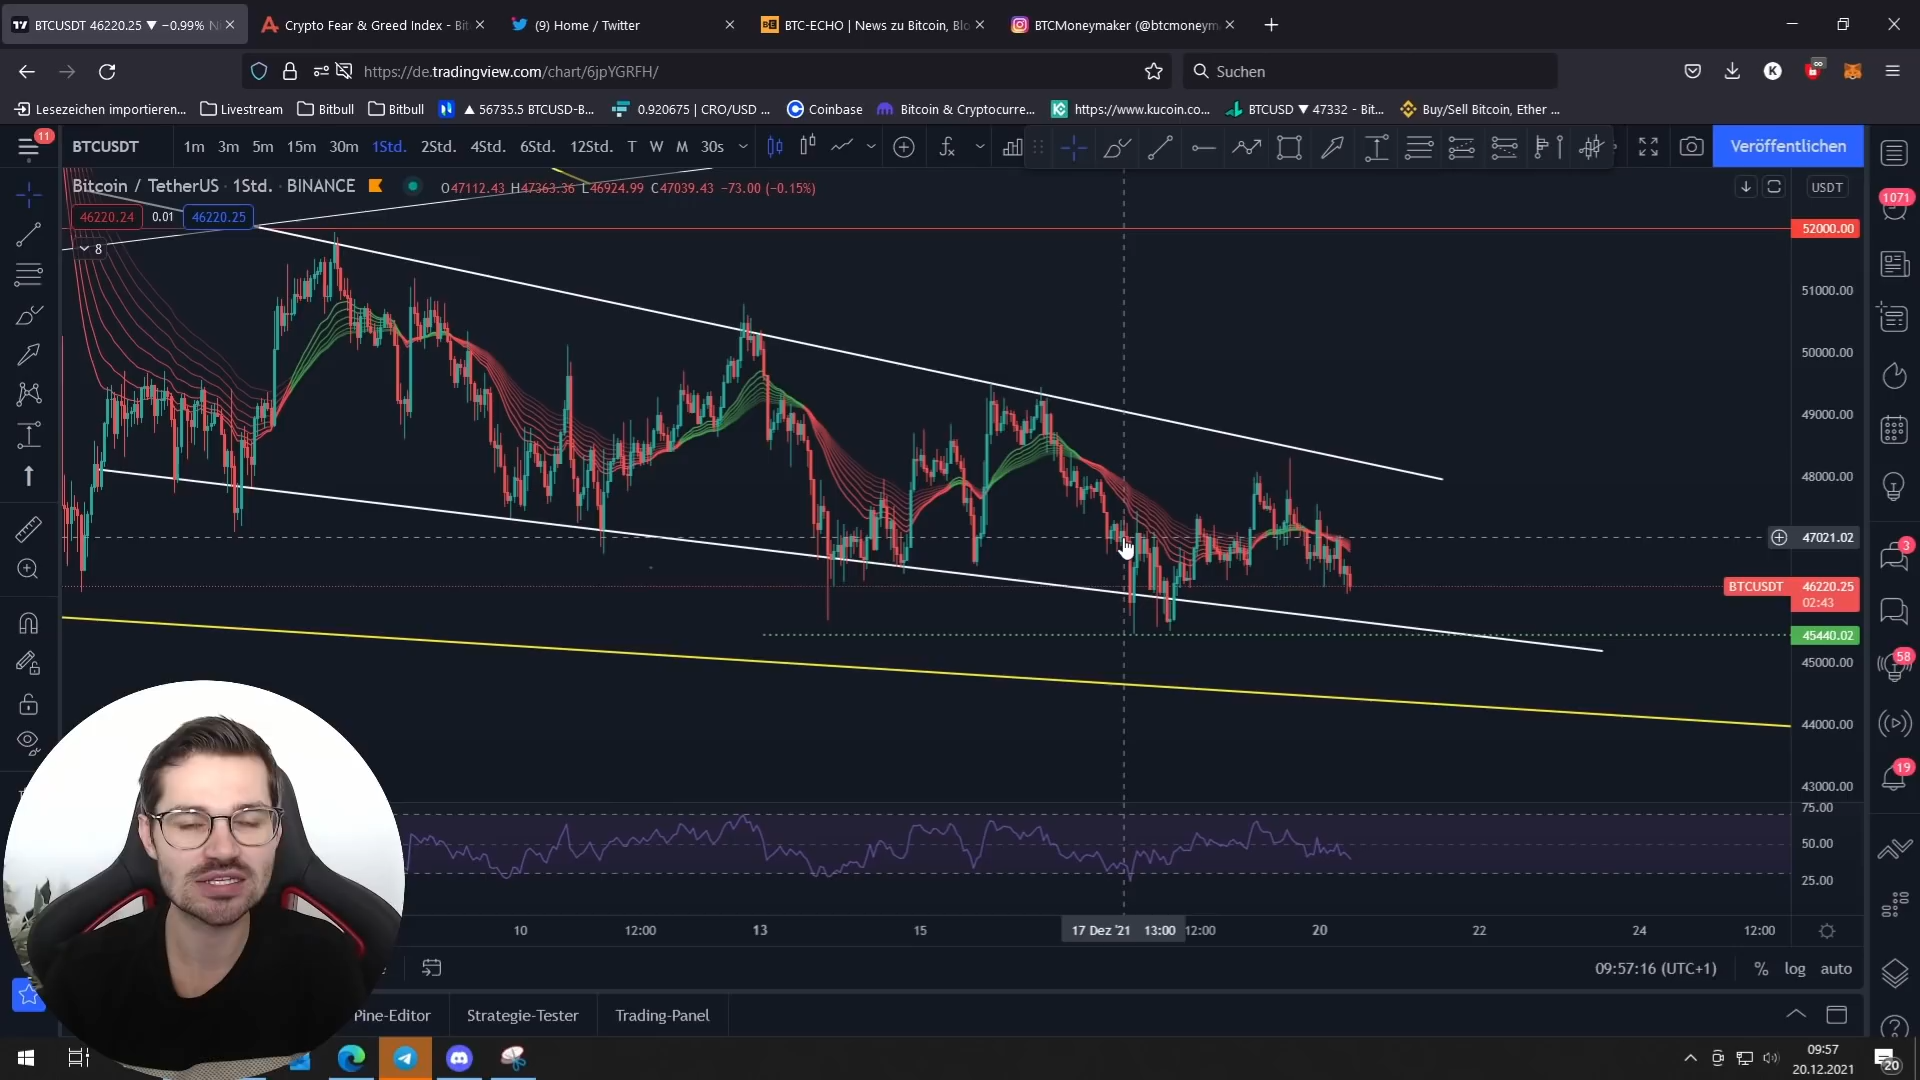 BTCUSDT 46220.25 ▼ −0.99% N
Crypto Fear & Greed Index - Bit
(9) Home / Twitter
BTC-ECHO | News zu Bitcoin, Blo
BTCMoneymaker (@btcmoneym
https://de.tradingview.com/chart/6jpYGRFH/
Suchen
Lesezeichen importieren...
Livestream
Bitbull
Bitbull
▲ 56735.5 BTCUSD-B...
0.920675 | CRO/USD ...
Coinbase
Bitcoin & Cryptocurre...
https://www.kucoin.co...
BTCUSD ▼ 47332 - Bit...
Buy/Sell Bitcoin, Ether ...
11
BTCUSDT
1m 3m 5m 15m 30m 1Std. 2Std. 4Std. 6Std. 12Std. T W M 30s
Veröffentlichen
Bitcoin / TetherUS · 1Std. · BINANCE
O47112.43 H47363.36 L46924.99 C47039.43 −73.00 (−0.15%)
USDT
46220.24 0.01 46220.25
8
52000.00
51000.00
50000.00
49000.00
48000.00
47021.02
BTCUSDT 46220.25
02:43
45440.02
45000.00
44000.00
43000.00
75.00
50.00
25.00
1071
3
58
19
10 12:00 13 15 17 Dez '21 13:00 12:00 20 22 24 12:00
09:57:16 (UTC+1) % log auto
Pine-Editor
Strategie-Tester
Trading-Panel
09:57
20.12.2021
20